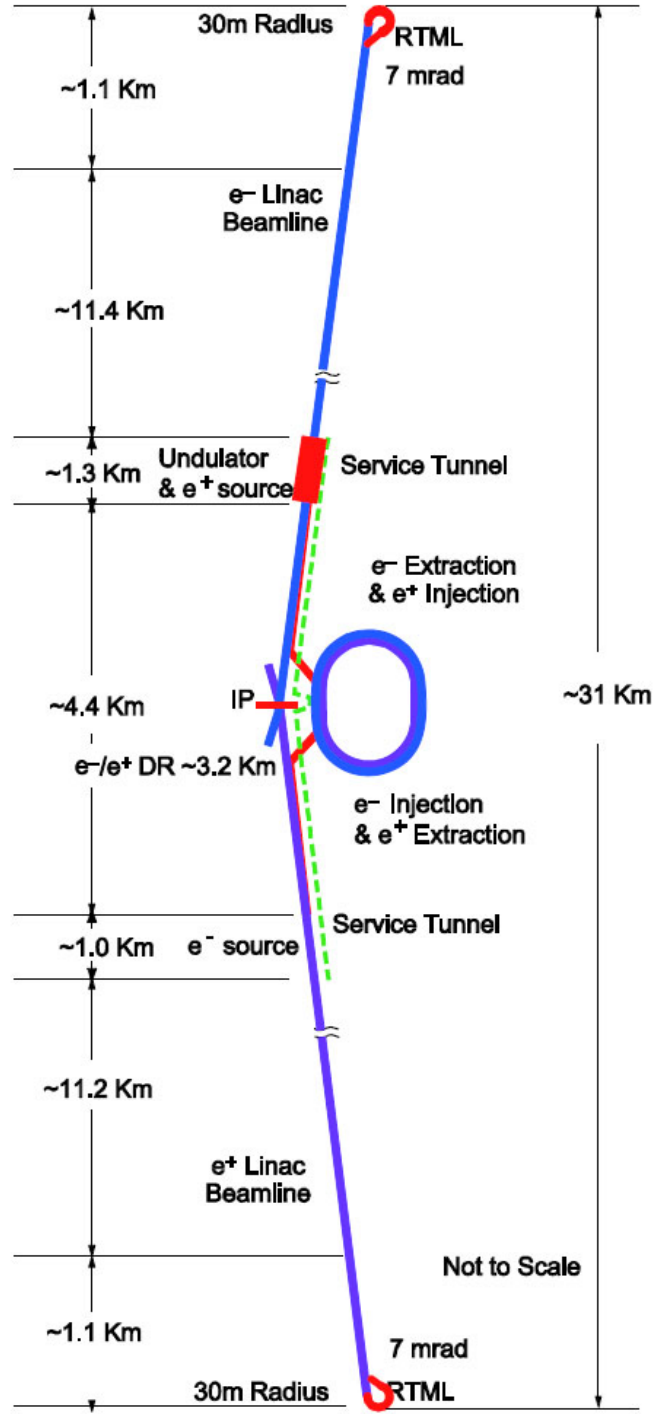 30m Radius
RTML
7 mrad
~1.1 Km
e– Linac
Beamline
~11.4 Km
Undulator
& e+ source
Service Tunnel
~1.3 Km
e– Extraction
& e+ Injection
IP
~4.4 Km
~31 Km
e–/e+ DR ~3.2 Km
e– Injection
& e+ Extraction
Service Tunnel
~1.0 Km
e- source
~11.2 Km
e+ Linac
Beamline
Not to Scale
~1.1 Km
7 mrad
30m Radius
RTML